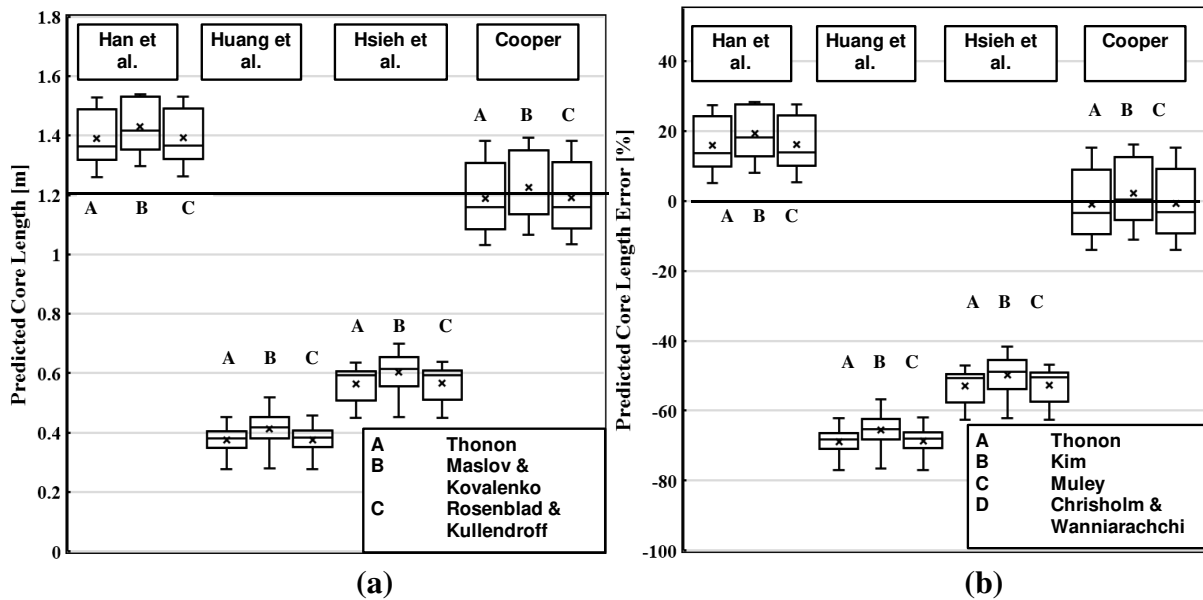 Predicted Core Length [m]
1.8
1.6
1.4
1.2
1
0.8
0.6
0.4
0.2
0
Han et al.
Huang et al.
Hsieh et al.
Cooper
A B C
A B C
A B C
A B C
A Thonon
B Maslov &
Kovalenko
C Rosenblad &
Kullendroff
(a)
Predicted Core Length Error [%]
40
20
0
-20
-40
-60
-80
-100
Han et al.
Huang et al.
Hsieh et al.
Cooper
A B C
A B C
A B C
A B C
A Thonon
B Kim
C Muley
D Chrisholm &
Wanniarachchi
(b)